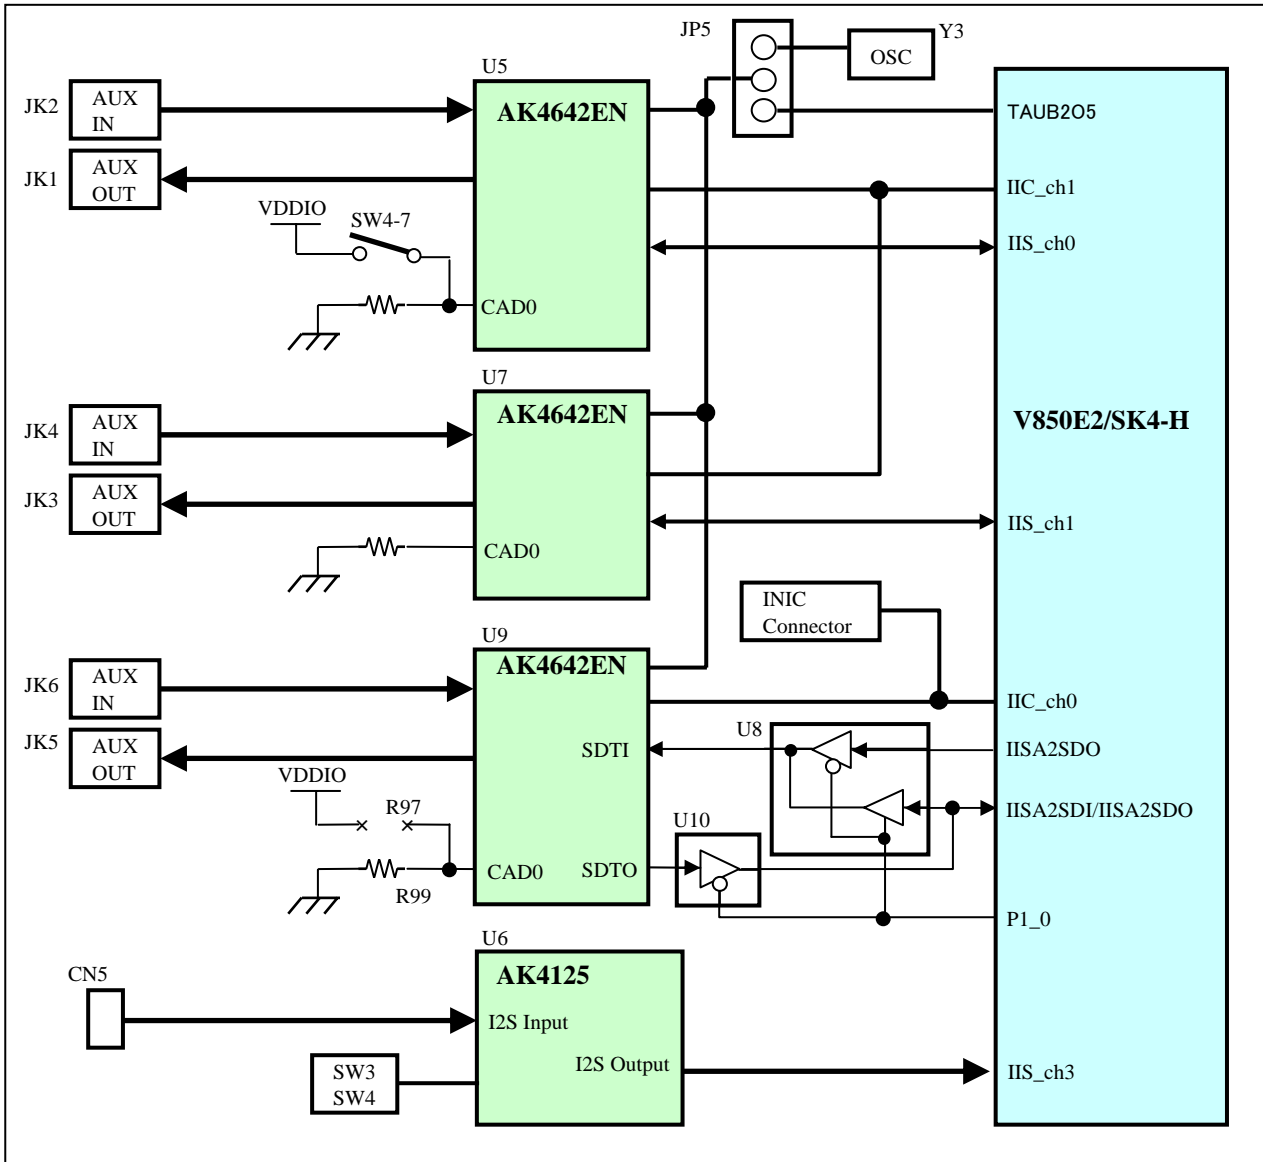 JP5
Y3
OSC
U5
JK2
AUX
IN
AK4642EN
TAUB2O5
JK1
AUX
OUT
IIC_ch1
VDDIO
SW4-7
IIS_ch0
CAD0
U7
AK4642EN
JK4
AUX
IN
V850E2/SK4-H
JK3
AUX
OUT
IIS_ch1
CAD0
INIC
Connector
U9
AK4642EN
JK6
AUX
IN
IIC_ch0
U8
JK5
AUX
OUT
SDTI
IISA2SDO
VDDIO
R97
IISA2SDI/IISA2SDO
U10
CAD0
SDTO
R99
P1_0
U6
CN5
AK4125
I2S Input
I2S Output
SW3
SW4
IIS_ch3